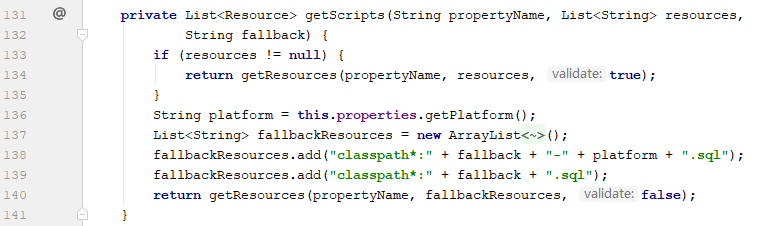 131 @ private List<Resource> getScripts(String propertyName, List<String> resources,
132 String fallback) {
133 if (resources != null) {
134 return getResources(propertyName, resources, validate: true);
135 }
136 String platform = this.properties.getPlatform();
137 List<String> fallbackResources = new ArrayList<~>();
138 fallbackResources.add("classpath*:" + fallback + "-" + platform + ".sql");
139 fallbackResources.add("classpath*:" + fallback + ".sql");
140 return getResources(propertyName, fallbackResources, validate: false);
141 }